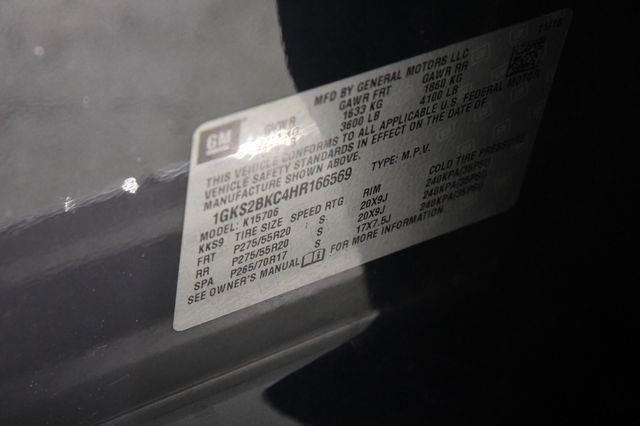 GM
MFD BY GENERAL MOTORS LLC
GVWR GAWR FRT GAWR RR
1633 KG 1860 KG
3600 LB 4100 LB
THIS VEHICLE CONFORMS TO ALL APPLICABLE U.S. FEDERAL MOTOR
VEHICLE SAFETY STANDARDS IN EFFECT ON THE DATE OF
MANUFACTURE SHOWN ABOVE.
1GKS2BKC4HR166569 TYPE: M.P.V.
MODEL: K15706
KKS9 TIRE SIZE SPEED RTG RIM COLD TIRE PRESSURE
FRT P275/55R20 S 20X9J 240KPA(35PSI)
RR P275/55R20 S 20X9J 240KPA(35PSI)
SPA P265/70R17 S 17X7.5J 240KPA(35PSI)
SEE OWNER'S MANUAL FOR MORE INFORMATION.